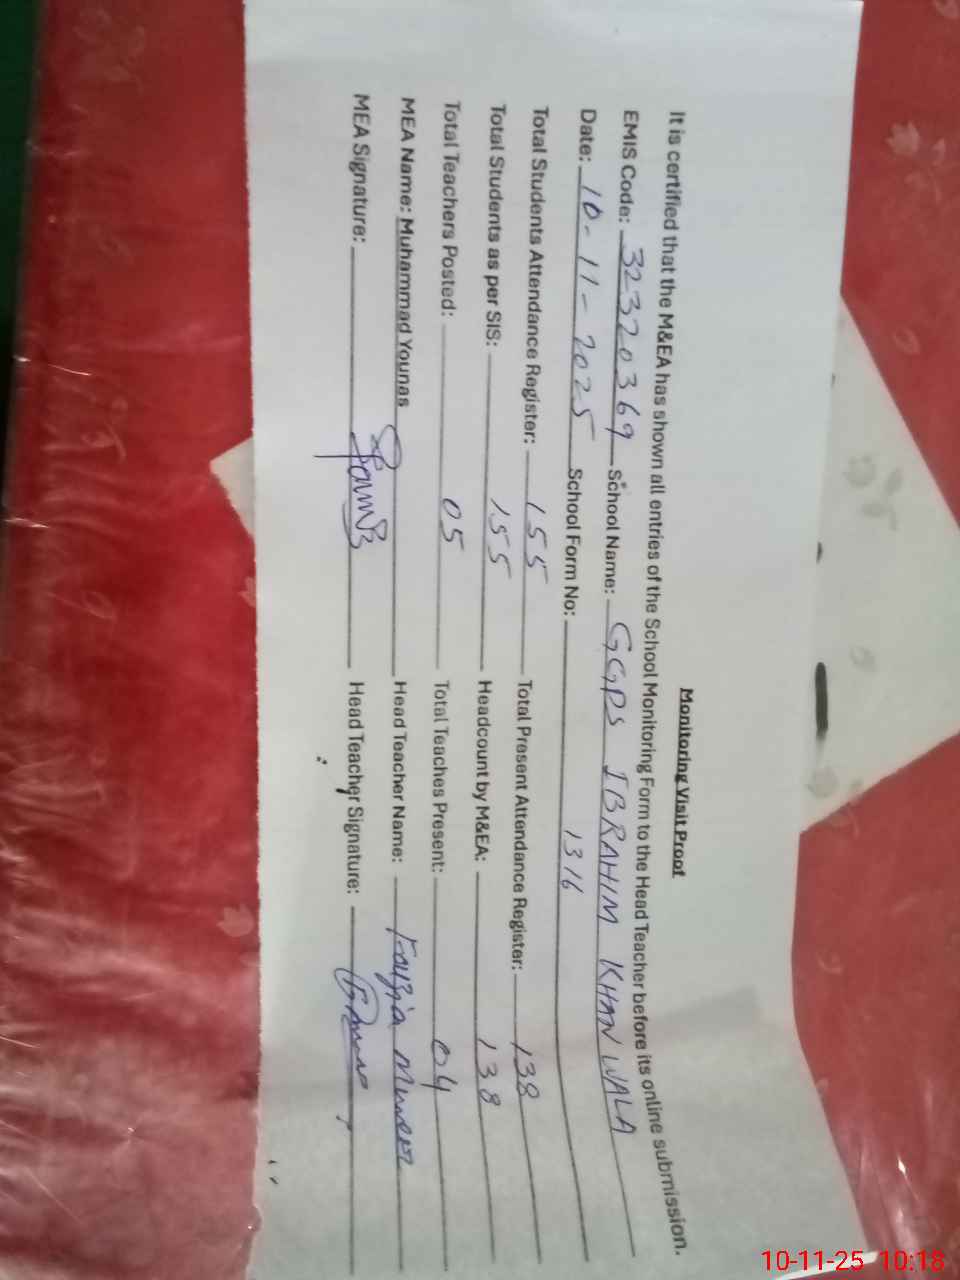 Monitoring Visit Proof
It is certified that the M&EA has shown all entries of the School Monitoring Form to the Head Teacher before its online submission.
EMIS Code: 32320369 School Name: GGPS IBRAHIM KHAN WALA
Date: 10-11-2025 School Form No: 1316
Total Students Attendance Register: 155 Total Present Attendance Register: 138
Total Students as per SIS: 155 Headcount by M&EA: 138
Total Teachers Posted: 05 Total Teaches Present: 04
MEA Name: Muhammad Younas Head Teacher Name: Fouzia Muneer
MEA Signature: Head Teacher Signature:
10-11-25 10:18